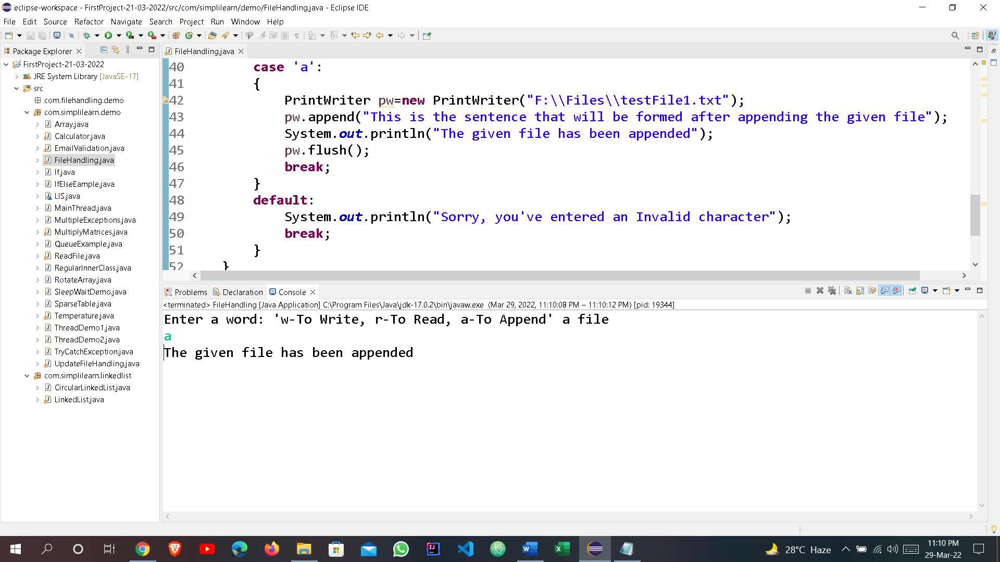 eclipse-workspace - FirstProject-21-03-2022/src/com/simplilearn/demo/FileHandling.java - Eclipse IDE
File Edit Source Refactor Navigate Search Project Run Window Help
Package Explorer
FileHandling.java
FirstProject-21-03-2022
JRE System Library [JavaSE-17]
src
com.filehandling.demo
com.simplilearn.demo
Array.java
Calculator.java
EmailValidation.java
FileHandling.java
If.java
IfElseEample.java
LIS.java
MainThread.java
MultipleExceptions.java
MultiplyMatrices.java
QueueExample.java
ReadFile.java
RegularInnerClass.java
RotateArray.java
SleepWaitDemo.java
SparseTable.java
Temperature.java
ThreadDemo1.java
ThreadDemo2.java
TryCatchException.java
UpdateFileHandling.java
com.simplilearn.linkedlist
CircularLinkedList.java
LinkedList.java
40 case 'a':
41 {
42 PrintWriter pw=new PrintWriter("F:\\Files\\testFile1.txt");
43 pw.append("This is the sentence that will be formed after appending the given file");
44 System.out.println("The given file has been appended");
45 pw.flush();
46 break;
47 }
48 default:
49 System.out.println("Sorry, you've entered an Invalid character");
50 break;
51 }
52 }
Problems Declaration Console
<terminated> FileHandling [Java Application] C:\Program Files\Java\jdk-17.0.2\bin\javaw.exe (Mar 29, 2022, 11:10:08 PM – 11:10:12 PM) [pid: 19344]
Enter a word: 'w-To Write, r-To Read, a-To Append' a file
a
The given file has been appended
28°C Haze
11:10 PM
29-Mar-22